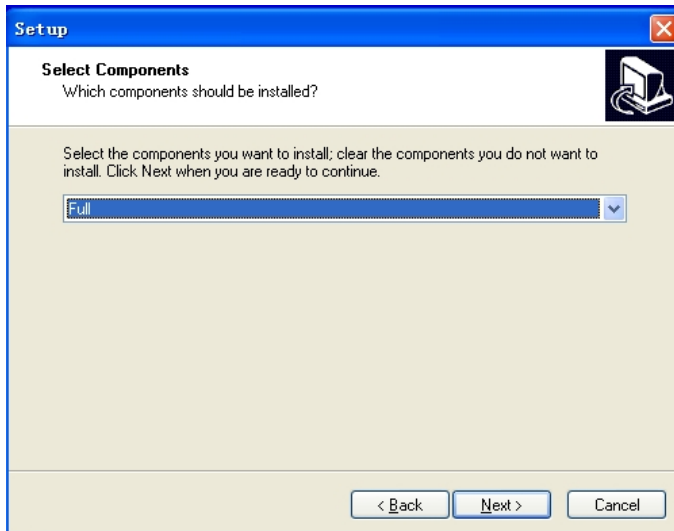 Setup
Select Components
Which components should be installed?
Select the components you want to install; clear the components you do not want to
install. Click Next when you are ready to continue.
Full
< Back
Next >
Cancel